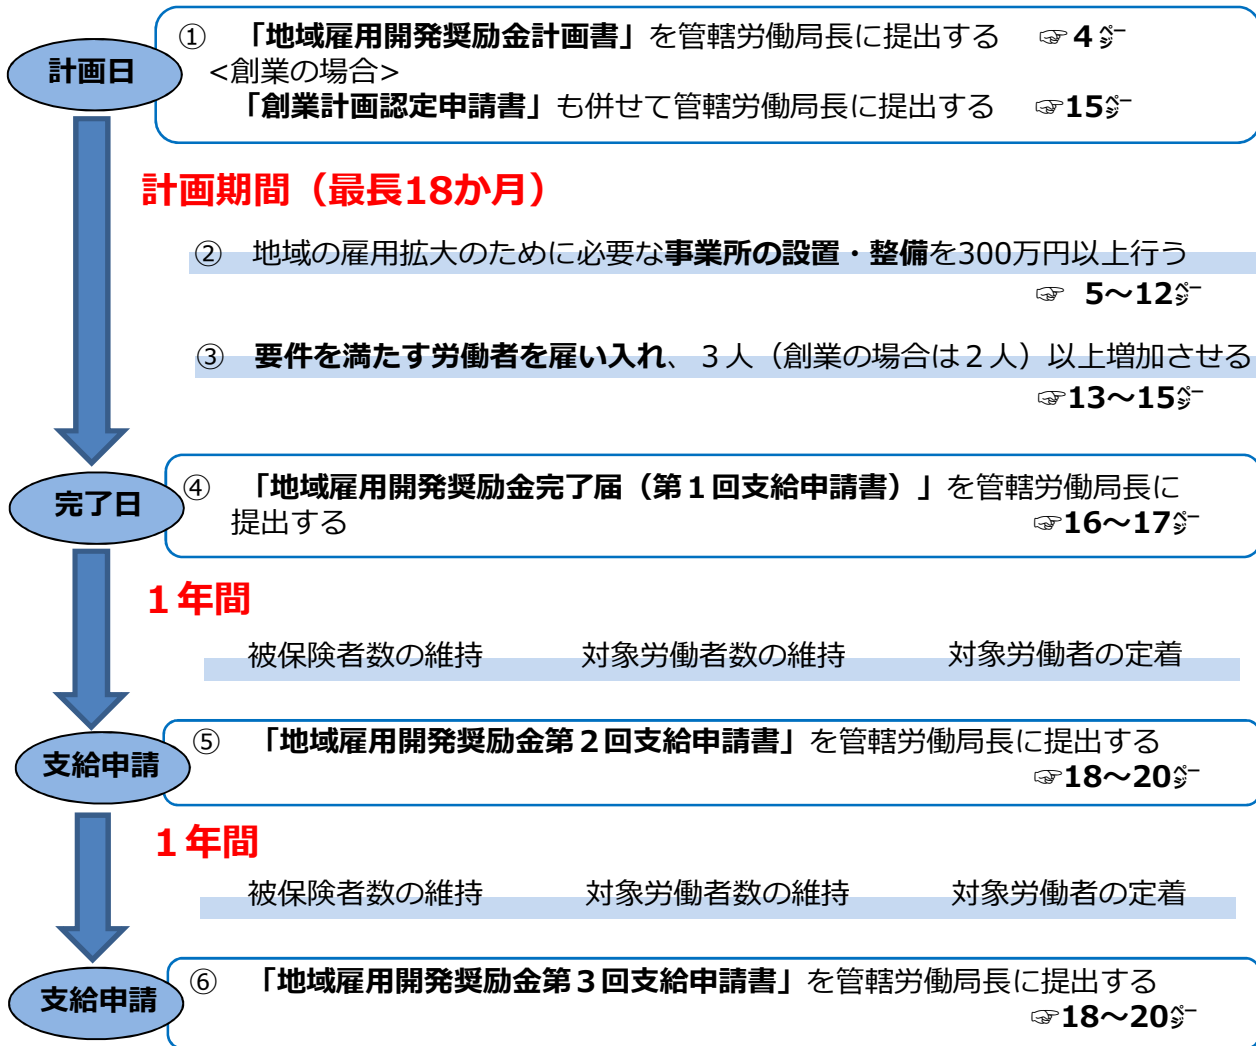 計画日
① 「地域雇用開発奨励金計画書」を管轄労働局長に提出する ☞4㌻
<創業の場合>
「創業計画認定申請書」も併せて管轄労働局長に提出する ☞15㌻
計画期間（最長18か月）
② 地域の雇用拡大のために必要な事業所の設置・整備を300万円以上行う
☞ 5～12㌻
③ 要件を満たす労働者を雇い入れ、３人（創業の場合は２人）以上増加させる
☞13～15㌻
完了日
④ 「地域雇用開発奨励金完了届（第１回支給申請書）」を管轄労働局長に
提出する ☞16～17㌻
１年間
被保険者数の維持 対象労働者数の維持 対象労働者の定着
支給申請
⑤ 「地域雇用開発奨励金第２回支給申請書」を管轄労働局長に提出する
☞18～20㌻
１年間
被保険者数の維持 対象労働者数の維持 対象労働者の定着
支給申請
⑥ 「地域雇用開発奨励金第３回支給申請書」を管轄労働局長に提出する
☞18～20㌻